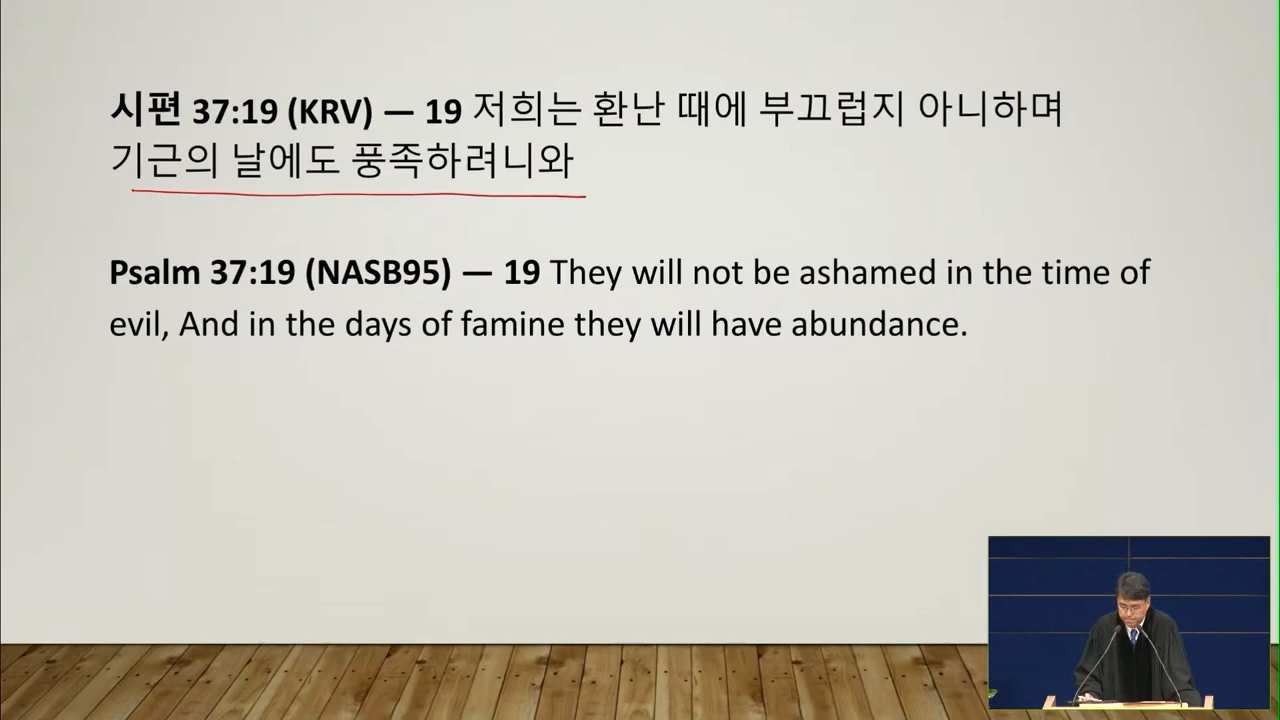 시편 37:19 (KRV) — 19 저희는 환난 때에 부끄럽지 아니하며
기근의 날에도 풍족하려니와
Psalm 37:19 (NASB95) — 19 They will not be ashamed in the time of
evil, And in the days of famine they will have abundance.